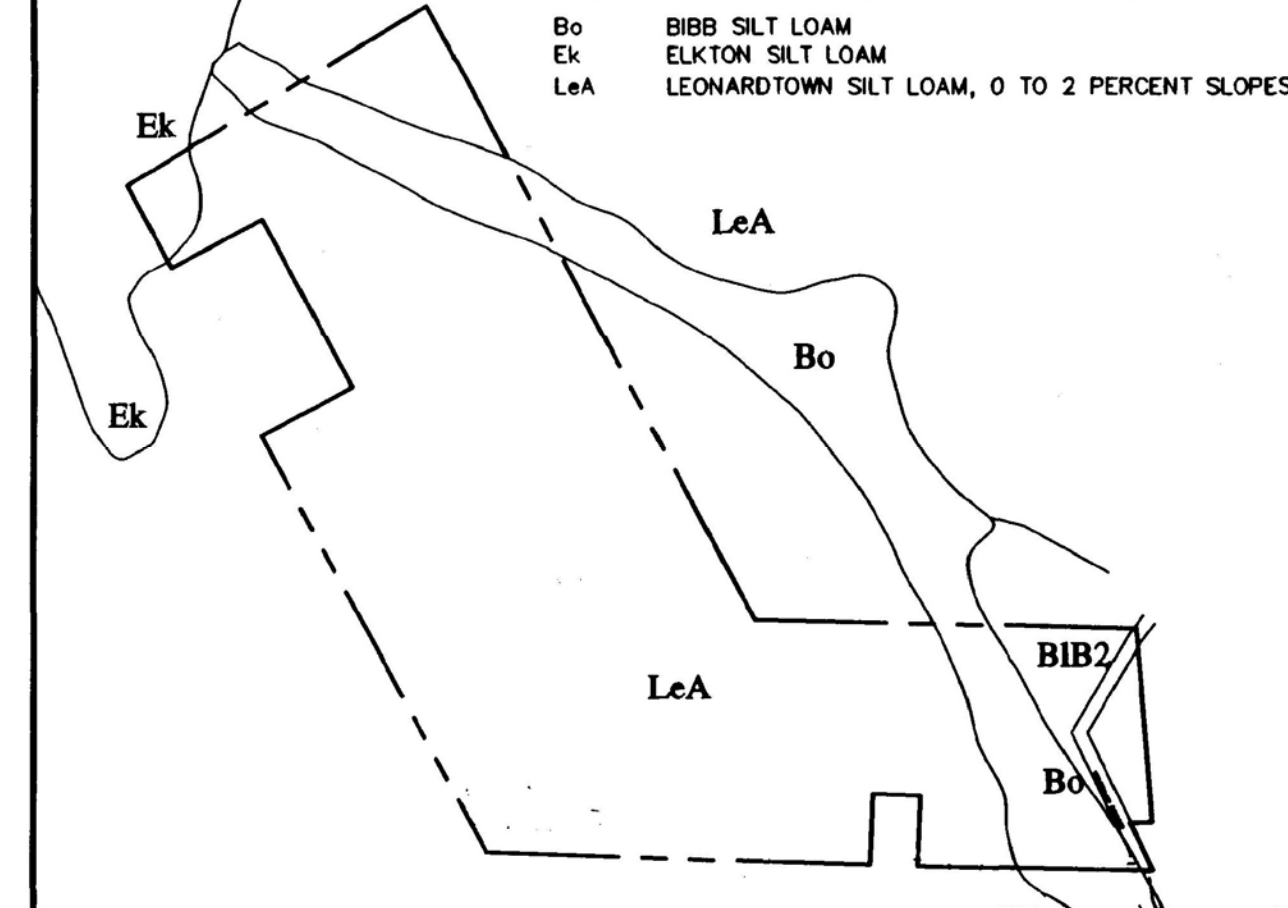 Bo BIBB SILT LOAM
Ek ELKTON SILT LOAM
LeA LEONARDTOWN SILT LOAM, 0 TO 2 PERCENT SLOPES
Ek
LeA
Bo
Ek
BlB2
LeA
Bo